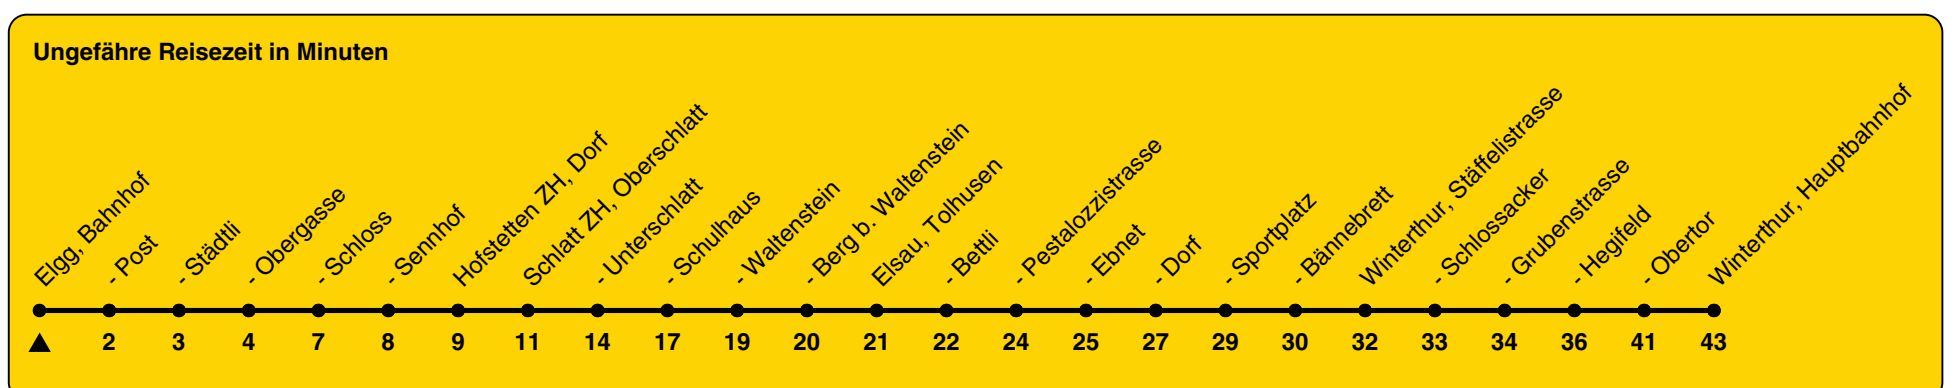 Ungefähre Reisezeit in Minuten
Elgg, Bahnhof
- Post
- Städtli
- Obergasse
- Schloss
- Sennhof
Hofstetten ZH, Dorf
Schlatt ZH, Oberschlatt
- Unterschlatt
- Schulhaus
- Waltenstein
- Berg b. Waltenstein
Elsau, Tolhusen
- Bettli
- Pestalozzistrasse
- Ebnet
- Dorf
- Sportplatz
- Bännebrett
Winterthur, Stäffelistrasse
- Schlossacker
- Grubenstrasse
- Hegifeld
- Obertor
Winterthur, Hauptbahnhof
2 3 4 7 8 9 11 14 17 19 20 21 22 24 25 27 29 30 32 33 34 36 41 43